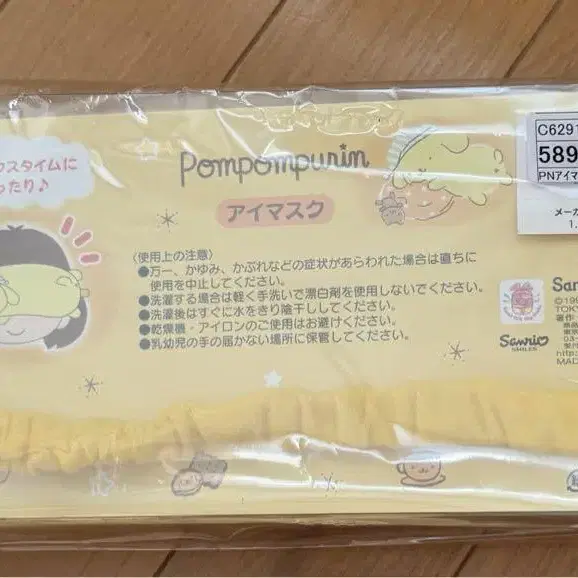 Pompompurin
アイマスク
〈使用上の注意〉
●万一、かゆみ、かぶれなどの症状があらわれた場合は直ちに
使用を中止してください。
●洗濯する場合は軽く手洗いで漂白剤を使用しないでください。
●洗濯後はすぐに水をきり陰干ししてください。
●乾燥機・アイロンのご使用はお避けください。
●乳幼児の手の届かない場所に保管してください。
スタイムに
ったり♪
C629
589
PNアイマ
メーカ
1.
Sanrio
SMILES
San
©19
TOKY
著作
03-
http
MAD